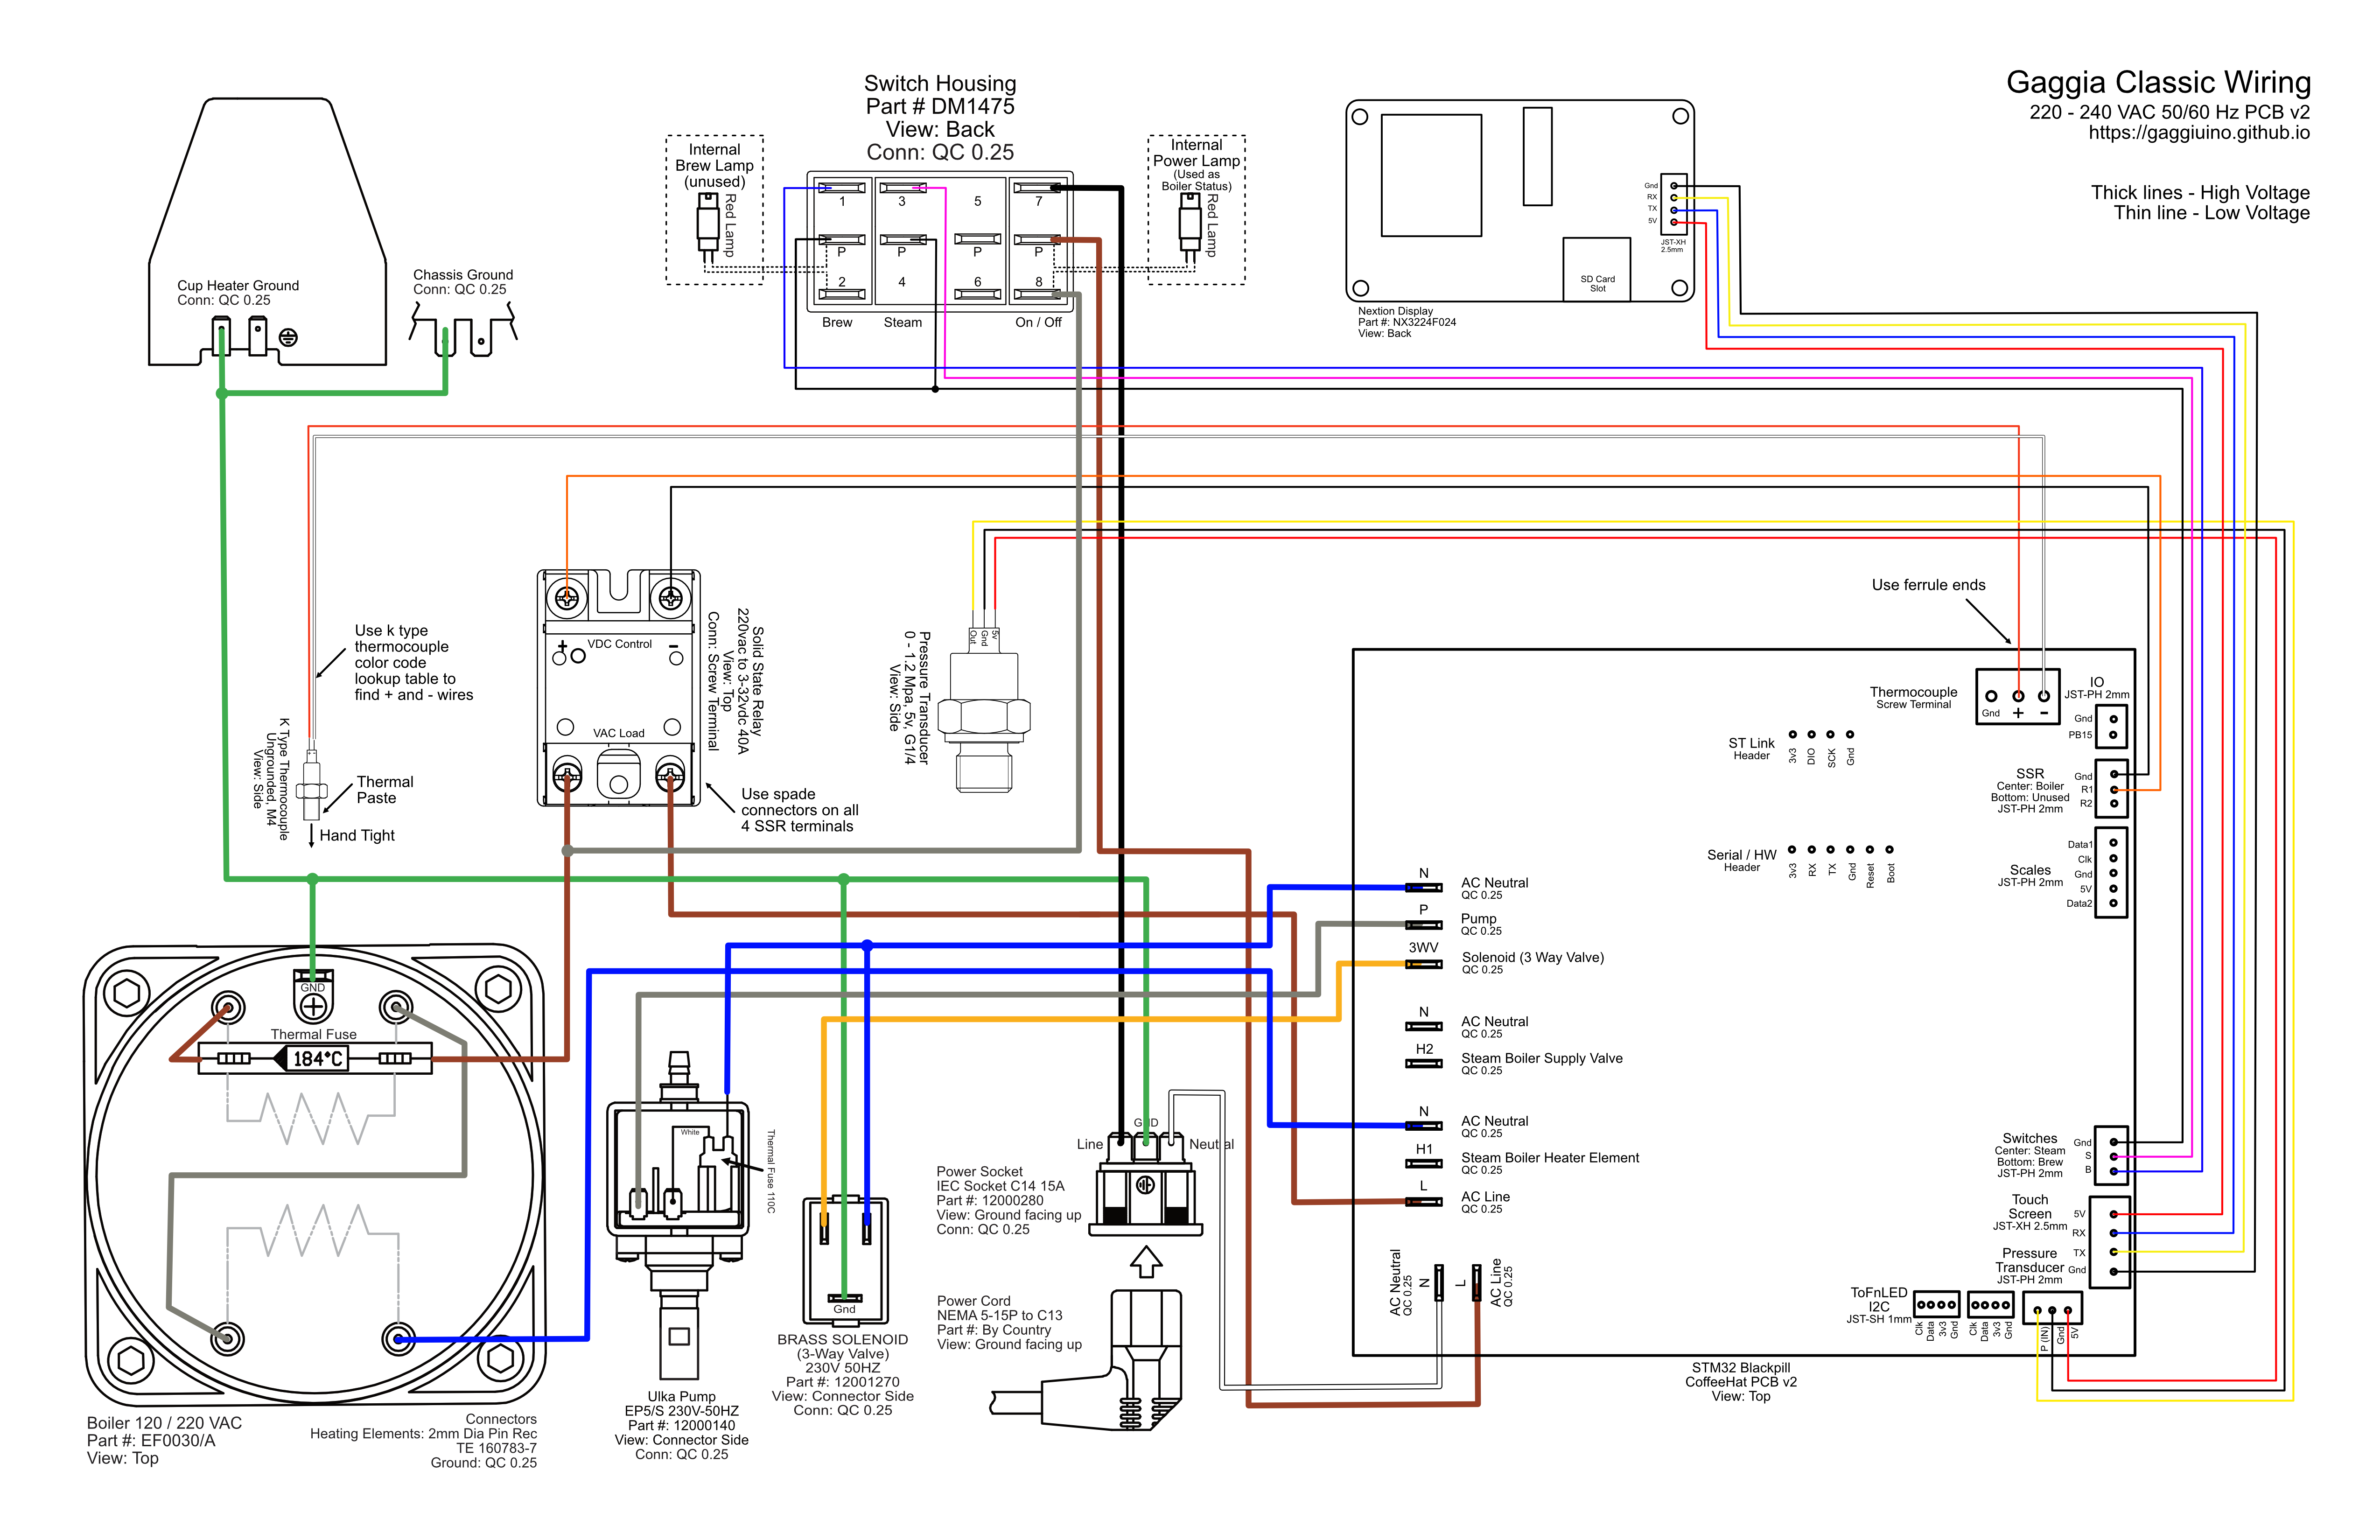 Gaggia Classic Wiring
220 - 240 VAC 50/60 Hz PCB v2
https://gaggiuino.github.io
Thick lines - High Voltage
Thin line - Low Voltage
Switch Housing
Part # DM1475
View: Back
Conn: QC 0.25
Internal
Brew Lamp
(unused)
Red Lamp
Internal
Power Lamp
(Used as
Boiler Status)
Red Lamp
1
3
5
7
P
P
P
P
2
4
6
8
Brew
Steam
On / Off
Gnd
RX
TX
5V
JST-XH
2.5mm
SD Card
Slot
Nextion Display
Part #: NX3224F024
View: Back
Cup Heater Ground
Conn: QC 0.25
Chassis Ground
Conn: QC 0.25
Use k type
thermocouple
color code
lookup table to
find + and - wires
K Type Thermocouple
Ungrounded, M4
View: Side
Thermal
Paste
Hand Tight
+
VDC Control
-
VAC Load
Solid State Relay
220vac to 3-32vdc 40A
View: Top
Conn: Screw Terminal
Use spade
connectors on all
4 SSR terminals
Out
Gnd
5v
Pressure Transducer
0 - 1.2 Mpa, 5v, G1/4
View: Side
Use ferrule ends
Thermocouple
Screw Terminal
Gnd
+
-
IO
JST-PH 2mm
Gnd
PB15
ST Link
Header
3v3
DIO
SCK
Gnd
SSR
Center: Boiler
Bottom: Unused
JST-PH 2mm
Gnd
R1
R2
Serial / HW
Header
3v3
RX
TX
Gnd
Reset
Boot
Scales
JST-PH 2mm
Data1
Clk
Gnd
5V
Data2
N
AC Neutral
QC 0.25
P
Pump
QC 0.25
3WV
Solenoid (3 Way Valve)
QC 0.25
N
AC Neutral
QC 0.25
H2
Steam Boiler Supply Valve
QC 0.25
N
AC Neutral
QC 0.25
H1
Steam Boiler Heater Element
QC 0.25
L
AC Line
QC 0.25
AC Neutral
QC 0.25
N
L
AC Line
QC 0.25
Switches
Center: Steam
Bottom: Brew
JST-PH 2mm
Gnd
S
B
Touch
Screen
JST-XH 2.5mm
5V
RX
TX
Gnd
Pressure
Transducer
JST-PH 2mm
ToFnLED
I2C
JST-SH 1mm
Clk
Data
3v3
Gnd
Clk
Data
3v3
Gnd
P (IN)
Gnd
5V
STM32 Blackpill
CoffeeHat PCB v2
View: Top
GND
Thermal Fuse
184°C
Boiler 120 / 220 VAC
Part #: EF0030/A
View: Top
Connectors
Heating Elements: 2mm Dia Pin Rec
TE 160783-7
Ground: QC 0.25
White
Thermal Fuse 110C
Ulka Pump
EP5/S 230V-50HZ
Part #: 12000140
View: Connector Side
Conn: QC 0.25
Gnd
BRASS SOLENOID
(3-Way Valve)
230V 50HZ
Part #: 12001270
View: Connector Side
Conn: QC 0.25
GND
Line
Neutral
Power Socket
IEC Socket C14 15A
Part #: 12000280
View: Ground facing up
Conn: QC 0.25
Power Cord
NEMA 5-15P to C13
Part #: By Country
View: Ground facing up